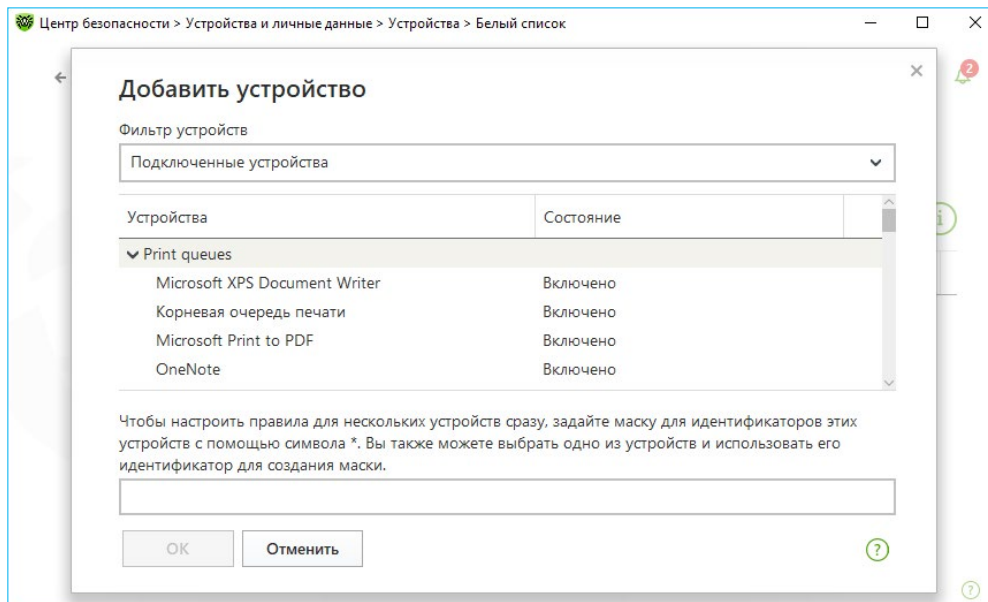 Центр безопасности > Устройства и личные данные > Устройства > Белый список
2
Добавить устройство
Фильтр устройств
Подключенные устройства
Устройства Состояние
Print queues
Microsoft XPS Document Writer Включено
Корневая очередь печати Включено
Microsoft Print to PDF Включено
OneNote Включено
Чтобы настроить правила для нескольких устройств сразу, задайте маску для идентификаторов этих
устройств с помощью символа *. Вы также можете выбрать одно из устройств и использовать его
идентификатор для создания маски.
OK Отменить ?
?